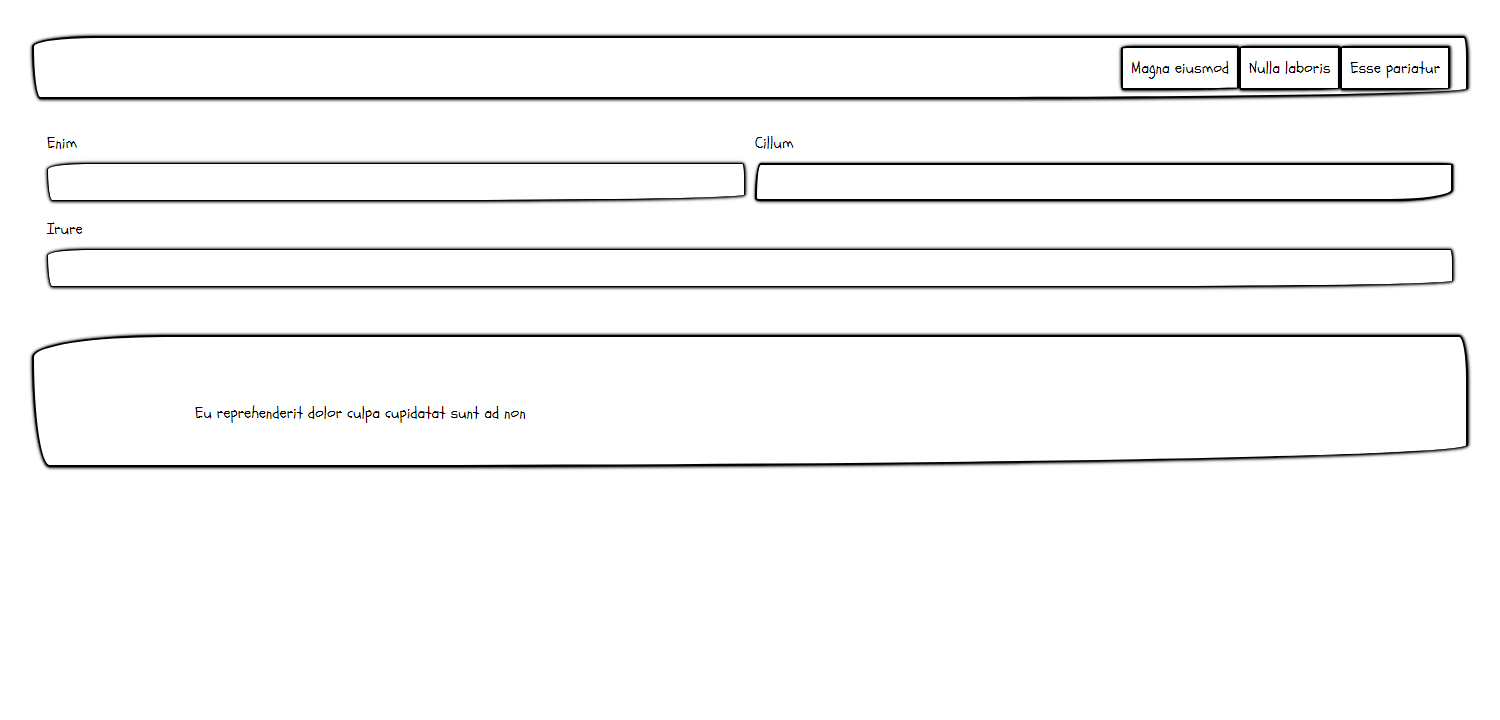 Magna eiusmod Nulla laboris Esse pariatur
Enim Cillum
Irure
Eu reprehenderit dolor culpa cupidatat sunt ad non